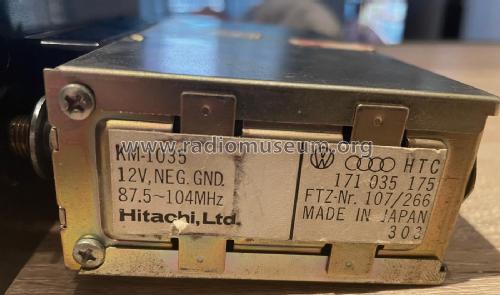 www.radiomuseum.org
KM-1035
12V, NEG. GND.
87.5~104MHz
Hitachi, Ltd.
HTC
171 035 175
FTZ-Nr. 107/266
MADE IN JAPAN
303